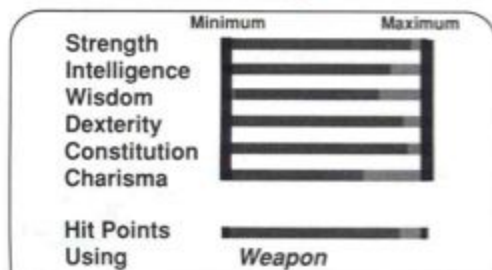 Minimum Maximum
Strength
Intelligence
Wisdom
Dexterity
Constitution
Charisma
Hit Points
Using Weapon